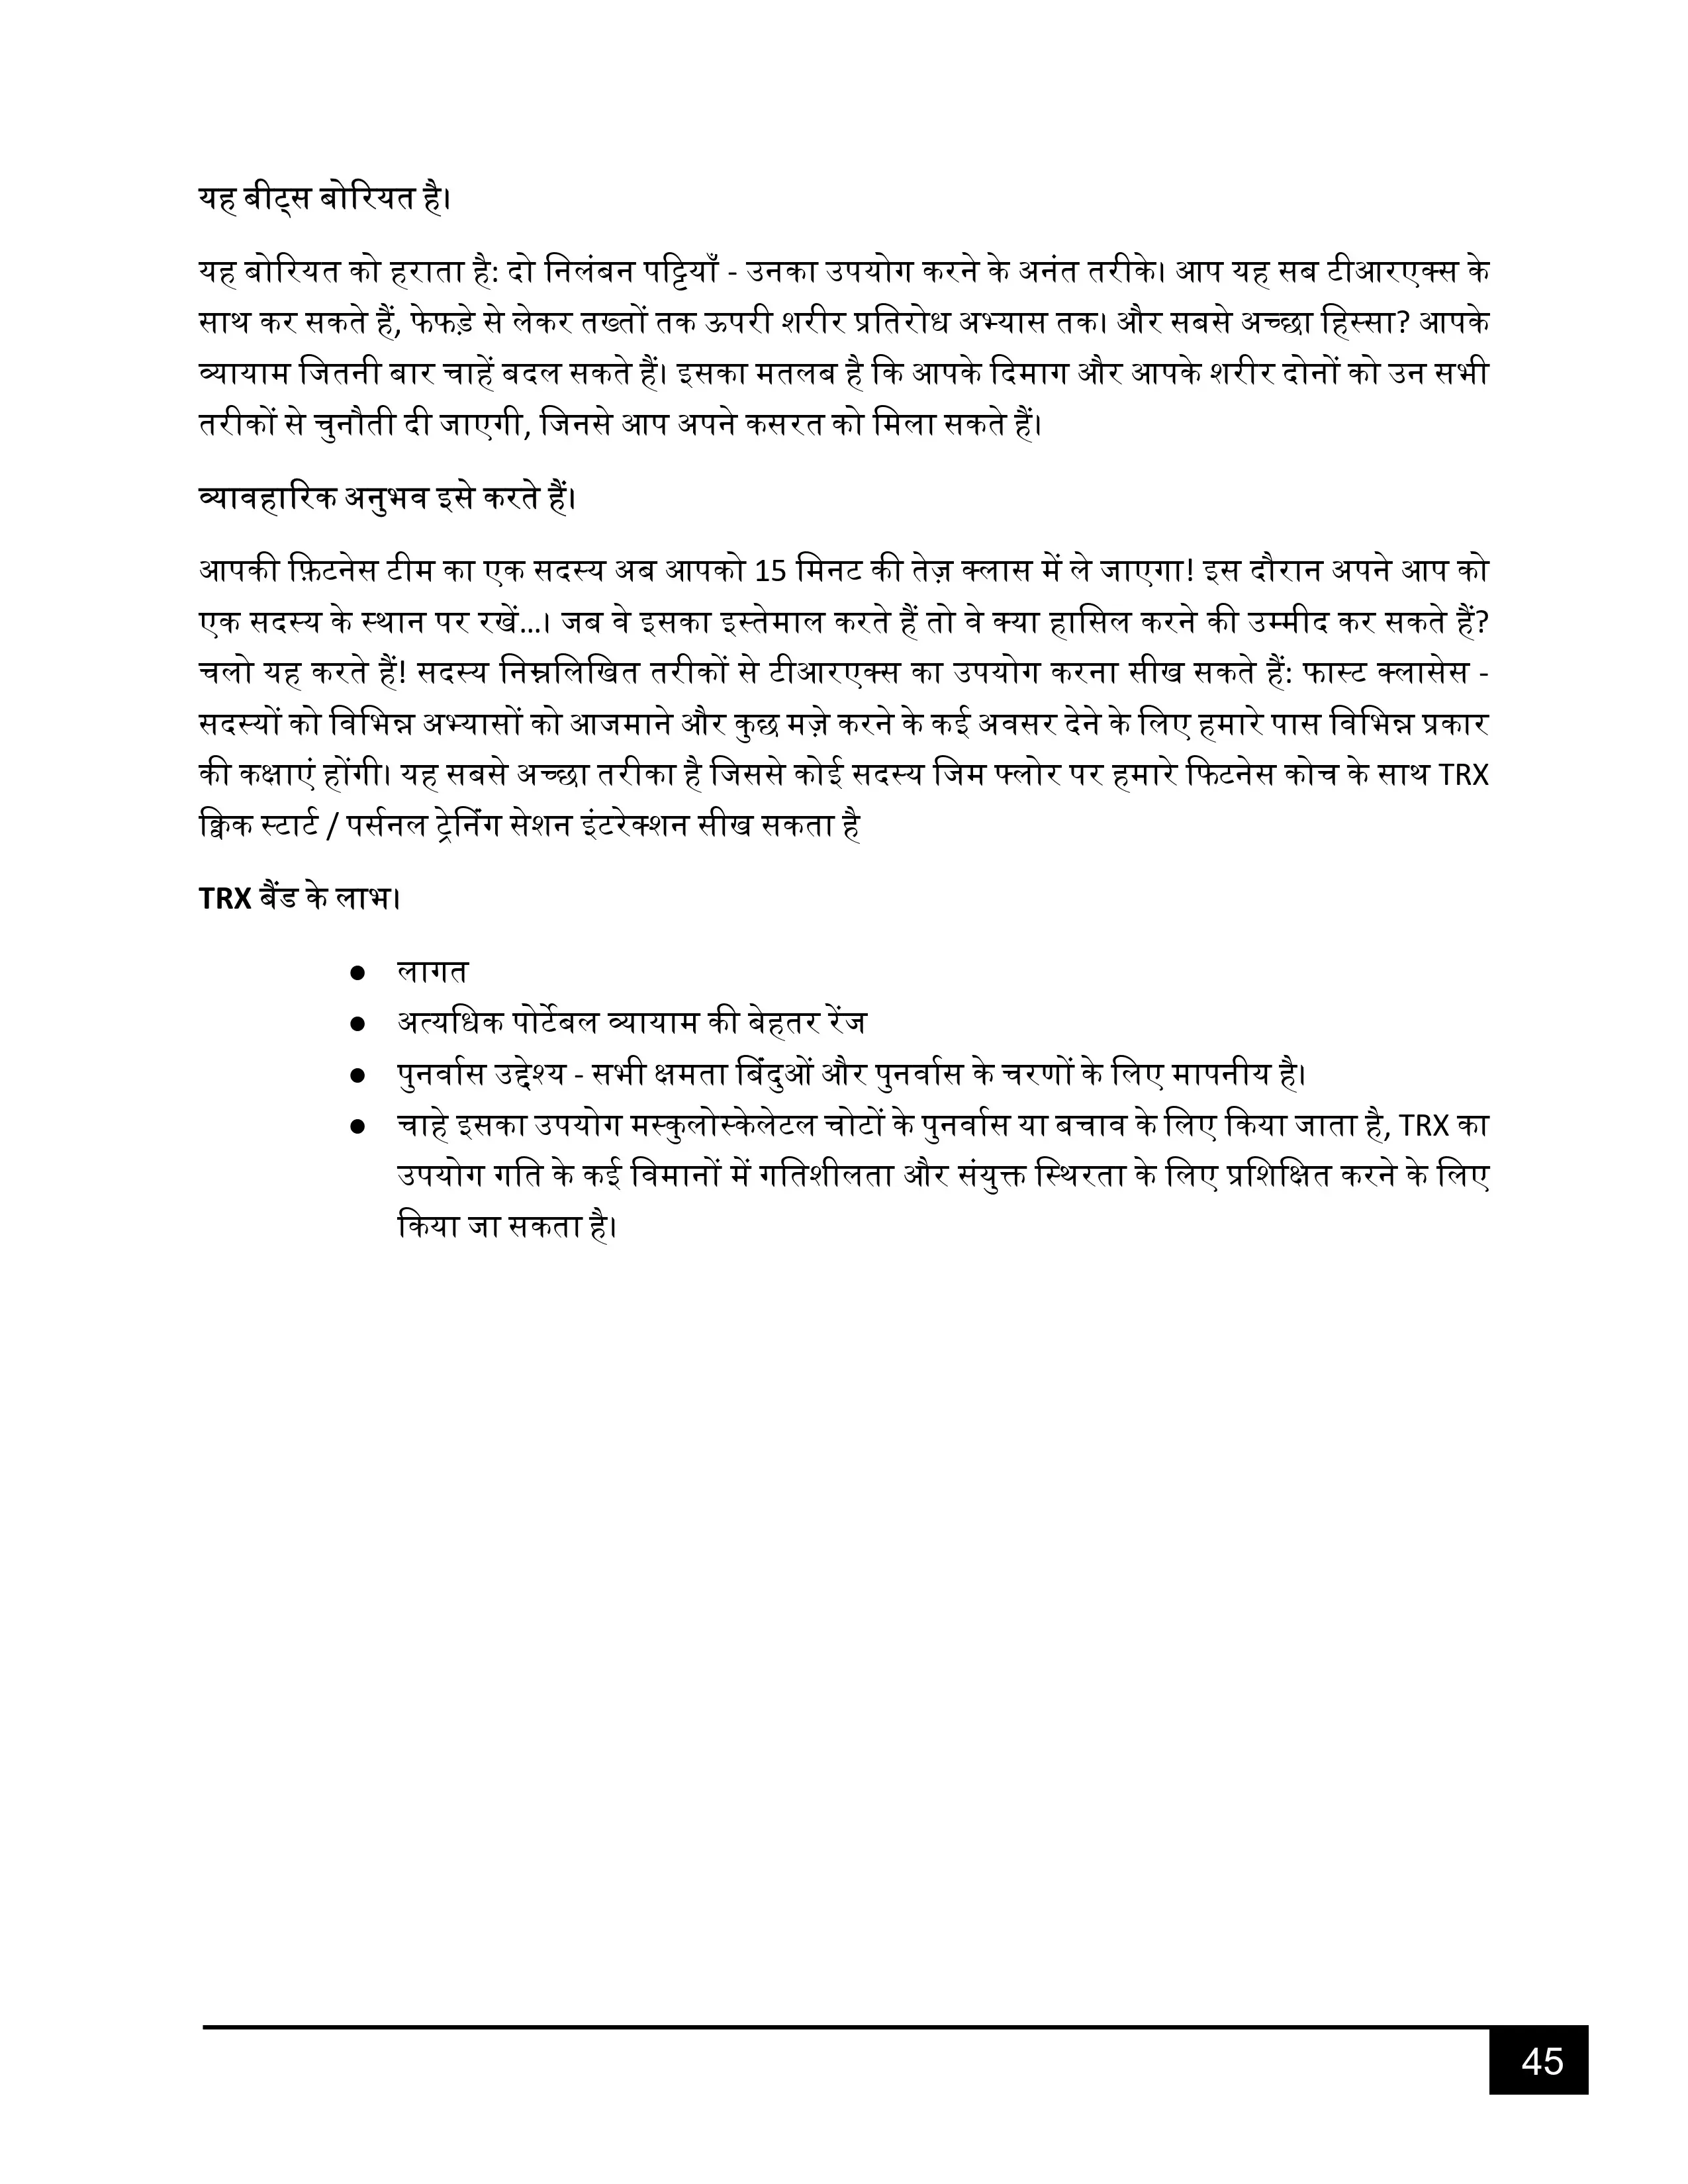 यह बीट्स बोरियत है।
यह बोरियत को हराता है: दो निलंबन पट्टियाँ - उनका उपयोग करने के अनंत तरीके। आप यह सब टीआरएक्स के
साथ कर सकते हैं, फेफड़े से लेकर तख्तों तक ऊपरी शरीर प्रतिरोध अभ्यास तक। और सबसे अच्छा हिस्सा? आपके
व्यायाम जितनी बार चाहें बदल सकते हैं। इसका मतलब है कि आपके दिमाग और आपके शरीर दोनों को उन सभी
तरीकों से चुनौती दी जाएगी, जिनसे आप अपने कसरत को मिला सकते हैं।
व्यावहारिक अनुभव इसे करते हैं।
आपकी फ़िटनेस टीम का एक सदस्य अब आपको 15 मिनट की तेज़ क्लास में ले जाएगा! इस दौरान अपने आप को
एक सदस्य के स्थान पर रखें...। जब वे इसका इस्तेमाल करते हैं तो वे क्या हासिल करने की उम्मीद कर सकते हैं?
चलो यह करते हैं! सदस्य निम्नलिखित तरीकों से टीआरएक्स का उपयोग करना सीख सकते हैं: फास्ट क्लासेस -
सदस्यों को विभिन्न अभ्यासों को आजमाने और कुछ मज़े करने के कई अवसर देने के लिए हमारे पास विभिन्न प्रकार
की कक्षाएं होंगी। यह सबसे अच्छा तरीका है जिससे कोई सदस्य जिम फ्लोर पर हमारे फिटनेस कोच के साथ TRX
क्विक स्टार्ट / पर्सनल ट्रेनिंग सेशन इंटरेक्शन सीख सकता है
TRX बैंड के लाभ।
● लागत
● अत्यधिक पोर्टेबल व्यायाम की बेहतर रेंज
● पुनर्वास उद्देश्य - सभी क्षमता बिंदुओं और पुनर्वास के चरणों के लिए मापनीय है।
● चाहे इसका उपयोग मस्कुलोस्केलेटल चोटों के पुनर्वास या बचाव के लिए किया जाता है, TRX का
उपयोग गति के कई विमानों में गतिशीलता और संयुक्त स्थिरता के लिए प्रशिक्षित करने के लिए
किया जा सकता है।
45